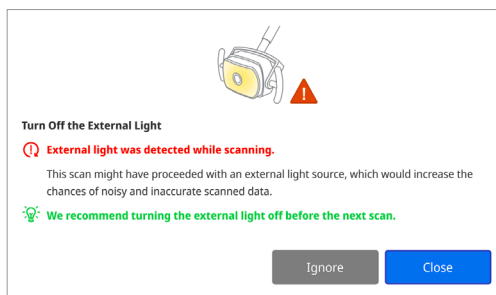 Turn Off the External Light
External light was detected while scanning.
This scan might have proceeded with an external light source, which would increase the
chances of noisy and inaccurate scanned data.
We recommend turning the external light off before the next scan.
Ignore
Close